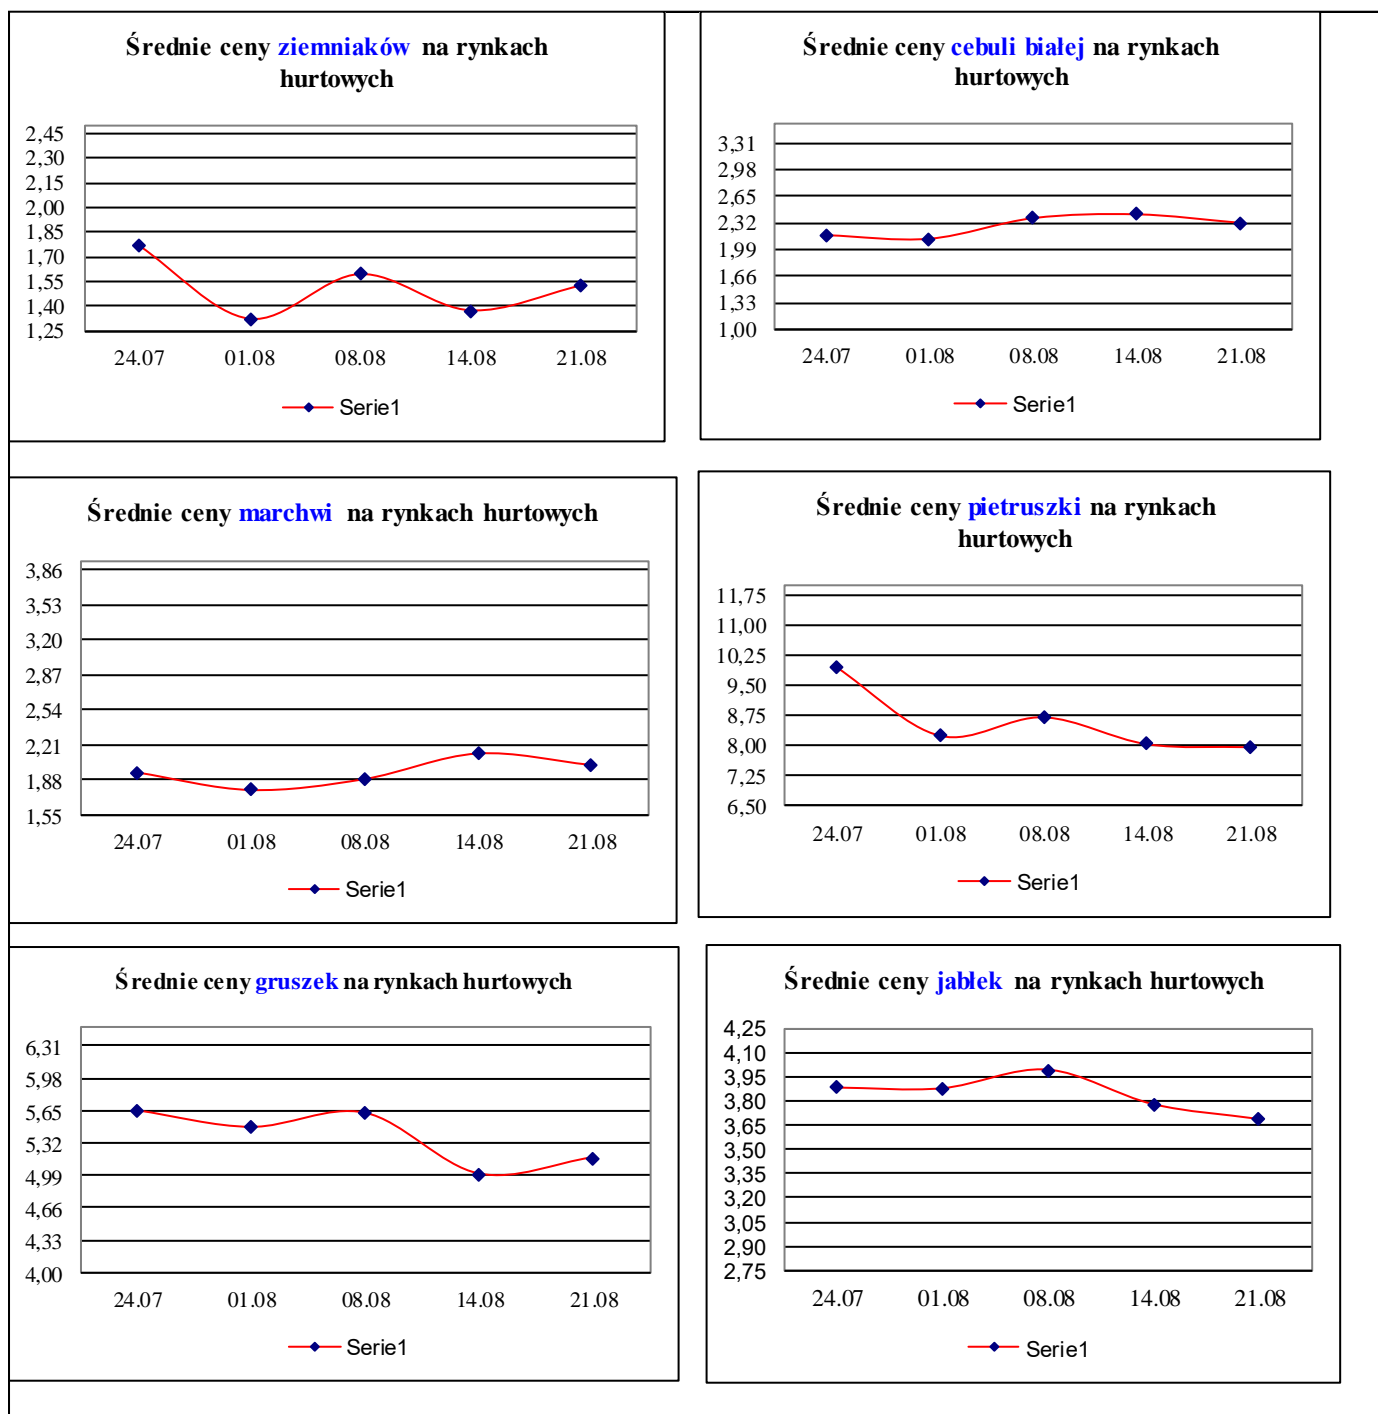 Średnie ceny ziemniaków na rynkach
hurtowych
2,45
2,30
2,15
2,00
1,85
1,70
1,55
1,40
1,25
24.07 01.08 08.08 14.08 21.08
Serie1
Średnie ceny cebuli białej na rynkach
hurtowych
3,31
2,98
2,65
2,32
1,99
1,66
1,33
1,00
24.07 01.08 08.08 14.08 21.08
Serie1
Średnie ceny marchwi na rynkach hurtowych
3,86
3,53
3,20
2,87
2,54
2,21
1,88
1,55
24.07 01.08 08.08 14.08 21.08
Serie1
Średnie ceny pietruszki na rynkach
hurtowych
11,75
11,00
10,25
9,50
8,75
8,00
7,25
6,50
24.07 01.08 08.08 14.08 21.08
Serie1
Średnie ceny gruszek na rynkach hurtowych
6,31
5,98
5,65
5,32
4,99
4,66
4,33
4,00
24.07 01.08 08.08 14.08 21.08
Serie1
Średnie ceny jabłek na rynkach hurtowych
4,25
4,10
3,95
3,80
3,65
3,50
3,35
3,20
3,05
2,90
2,75
24.07 01.08 08.08 14.08 21.08
Serie1